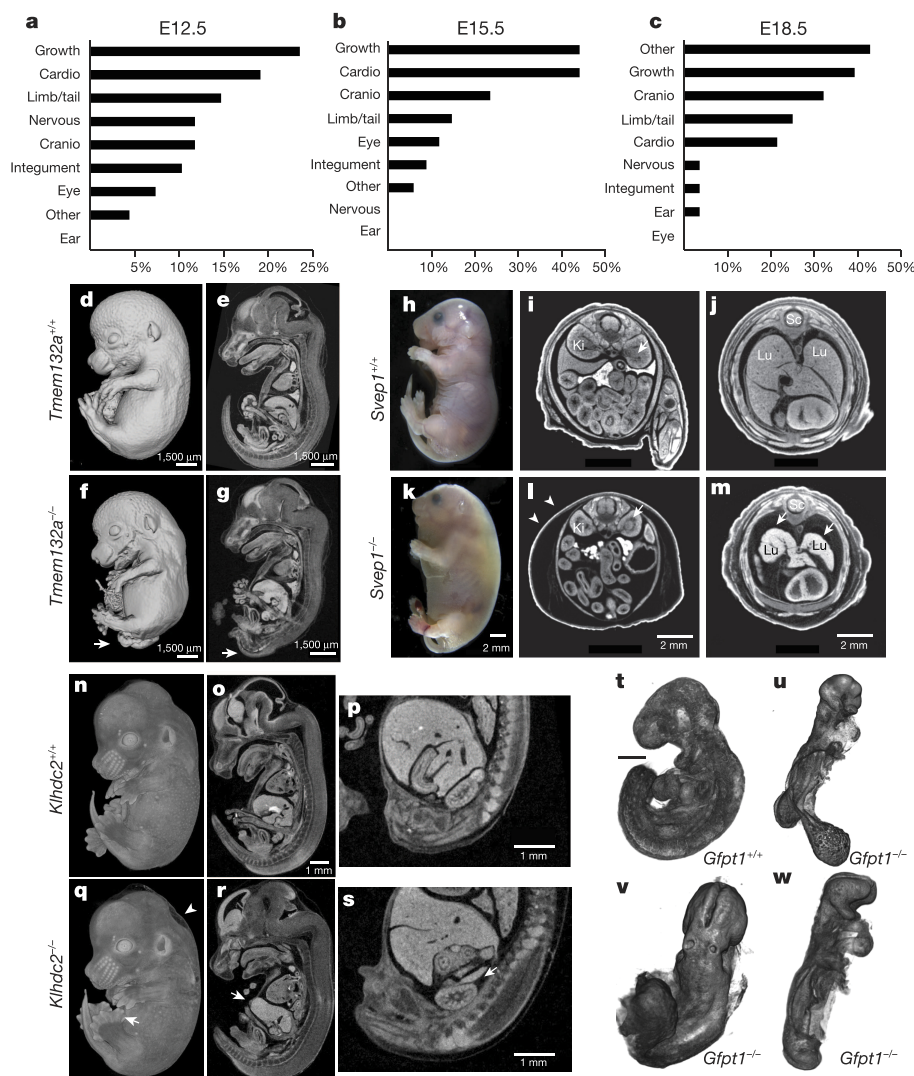 a E12.5
Growth
Cardio
Limb/tail
Nervous
Cranio
Integument
Eye
Other
Ear
5% 10% 15% 20% 25%
b E15.5
Growth
Cardio
Cranio
Limb/tail
Eye
Integument
Other
Nervous
Ear
10% 20% 30% 40% 50%
c E18.5
Other
Growth
Cranio
Limb/tail
Cardio
Nervous
Integument
Ear
Eye
10% 20% 30% 40% 50%
Tmem132a+/+
d 1,500 µm
e 1,500 µm
Tmem132a−/−
f 1,500 µm
g 1,500 µm
Svep1+/+
h
i Ki
j Sc Lu Lu
Svep1−/−
k 2 mm
l Ki 2 mm
m Sc Lu Lu 2 mm
Klhdc2+/+
n
o 1 mm
p 1 mm
Klhdc2−/−
q
r
s 1 mm
t Gfpt1+/+
u Gfpt1−/−
v Gfpt1−/−
w Gfpt1−/−